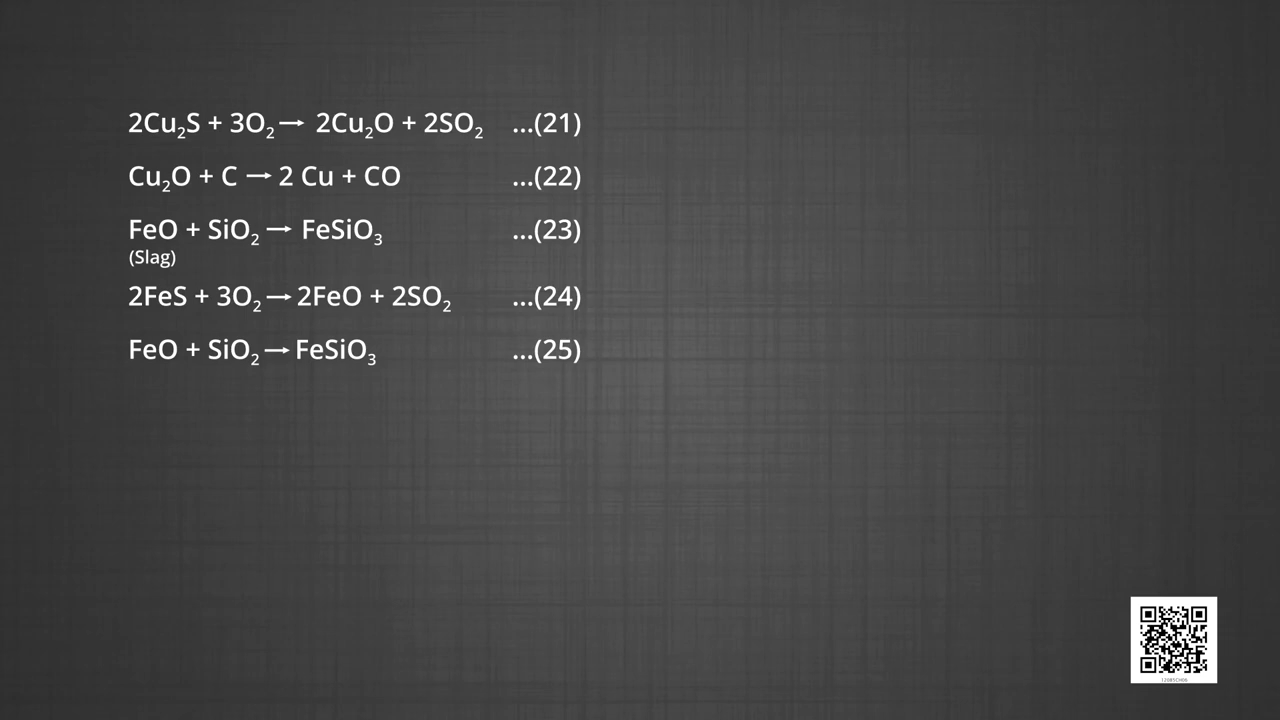 2Cu₂S + 3O₂ → 2Cu₂O + 2SO₂ ...(21)
Cu₂O + C → 2 Cu + CO ...(22)
FeO + SiO₂ → FeSiO₃ ...(23)
(Slag)
2FeS + 3O₂ → 2FeO + 2SO₂ ...(24)
FeO + SiO₂ → FeSiO₃ ...(25)
12085CH06